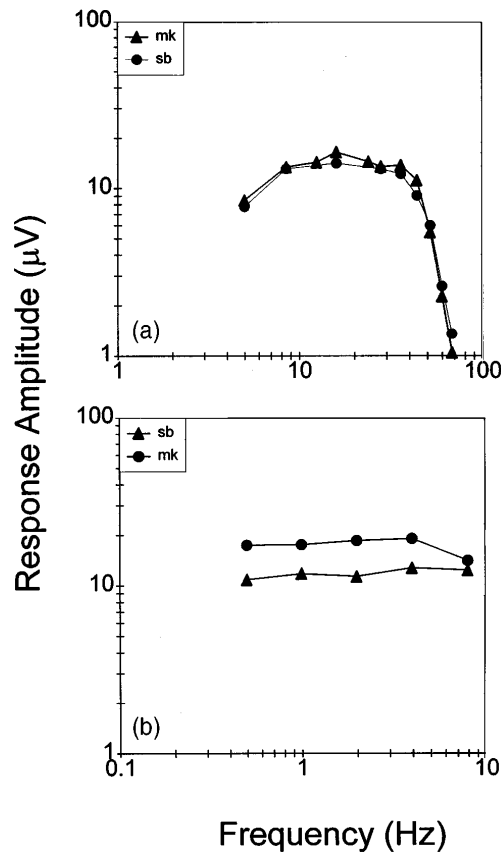 100
mk
sb
10
(a)
1
1
10
100
Response Amplitude (μV)
100
sb
mk
10
(b)
1
0.1
1
10
Frequency (Hz)